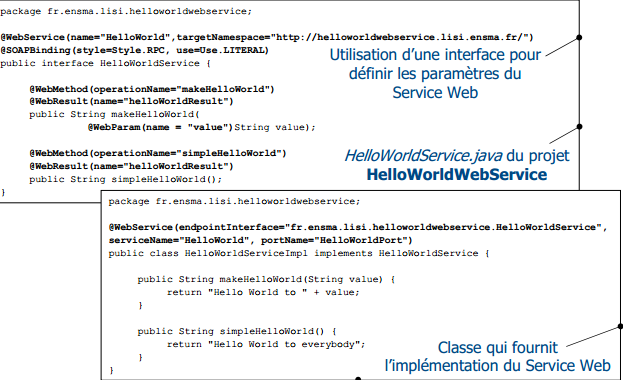 package fr.ensma.lisi.helloworldwebservice;
@WebService(name="HelloWorld",targetNamespace="http://helloworldwebservice.lisi.ensma.fr/")
@SOAPBinding(style=Style.RPC, use=Use.LITERAL)
public interface HelloWorldService {
@WebMethod(operationName="makeHelloWorld")
@WebResult(name="helloWorldResult")
public String makeHelloWorld(
@WebParam(name = "value")String value);
@WebMethod(operationName="simpleHelloWorld")
@WebResult(name="helloWorldResult")
public String simpleHelloWorld();
}
Utilisation d'une interface pour
définir les paramètres du
Service Web
HelloWorldService.java du projet
HelloWorldWebService
package fr.ensma.lisi.helloworldwebservice;
@WebService(endpointInterface="fr.ensma.lisi.helloworldwebservice.HelloWorldService",
serviceName="HelloWorld", portName="HelloWorldPort")
public class HelloWorldServiceImpl implements HelloWorldService {
public String makeHelloWorld(String value) {
return "Hello World to " + value;
}
public String simpleHelloWorld() {
return "Hello World to everybody";
}
}
Classe qui fournit
l'implémentation du Service Web